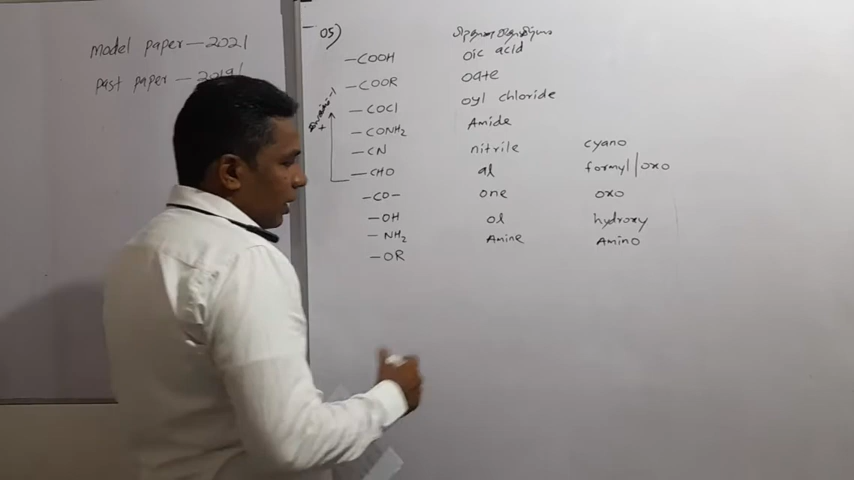 model paper — 2021
past paper — 2019
05)
— COOH oic acid
— COOR oate
— COCl oyl chloride
— CONH₂ Amide
— CN nitrile cyano
— CHO al formyl/oxo
— CO — one oxo
— OH ol hydroxy
— NH₂ Amine Amino
— OR